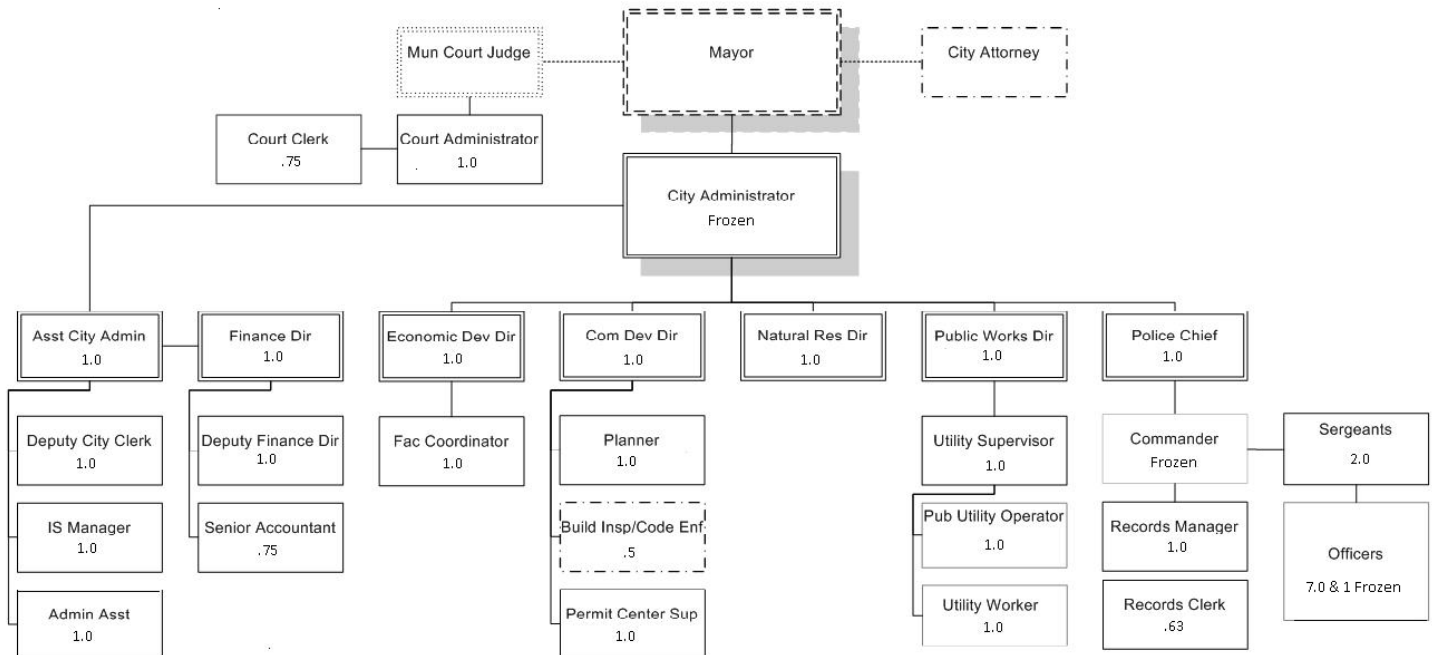 Mun Court Judge
Mayor
City Attorney
Court Clerk
.75
Court Administrator
1.0
City Administrator
Frozen
Asst City Admin
1.0
Finance Dir
1.0
Economic Dev Dir
1.0
Com Dev Dir
1.0
Natural Res Dir
1.0
Public Works Dir
1.0
Police Chief
1.0
Deputy City Clerk
1.0
Deputy Finance Dir
1.0
Fac Coordinator
1.0
Planner
1.0
Utility Supervisor
1.0
Commander
Frozen
Sergeants
2.0
IS Manager
1.0
Senior Accountant
.75
Build Insp/Code Enf
.5
Pub Utility Operator
1.0
Records Manager
1.0
Officers
7.0 & 1 Frozen
Admin Asst
1.0
Permit Center Sup
1.0
Utility Worker
1.0
Records Clerk
.63